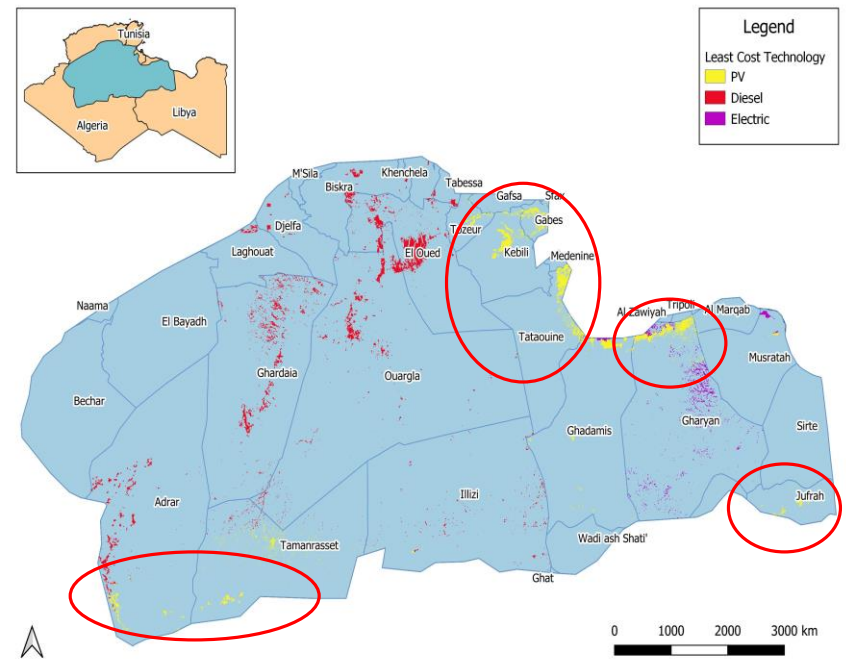 Tunisia
Algeria
Libya
Legend
Least Cost Technology
PV
Diesel
Electric
M'Sila
Khenchela
Tabessa
Biskra
Gafsa
Sfax
Djelfa
Tozeur
Gabes
Laghouat
El Oued
Kebili
Medenine
Naama
El Bayadh
Al Zawiyah
Tripoli
Al Marqab
Tataouine
Musratah
Bechar
Ghardaia
Ouargla
Ghadamis
Gharyan
Sirte
Adrar
Illizi
Jufrah
Tamanrasset
Wadi ash Shati'
Ghat
0 1000 2000 3000 km